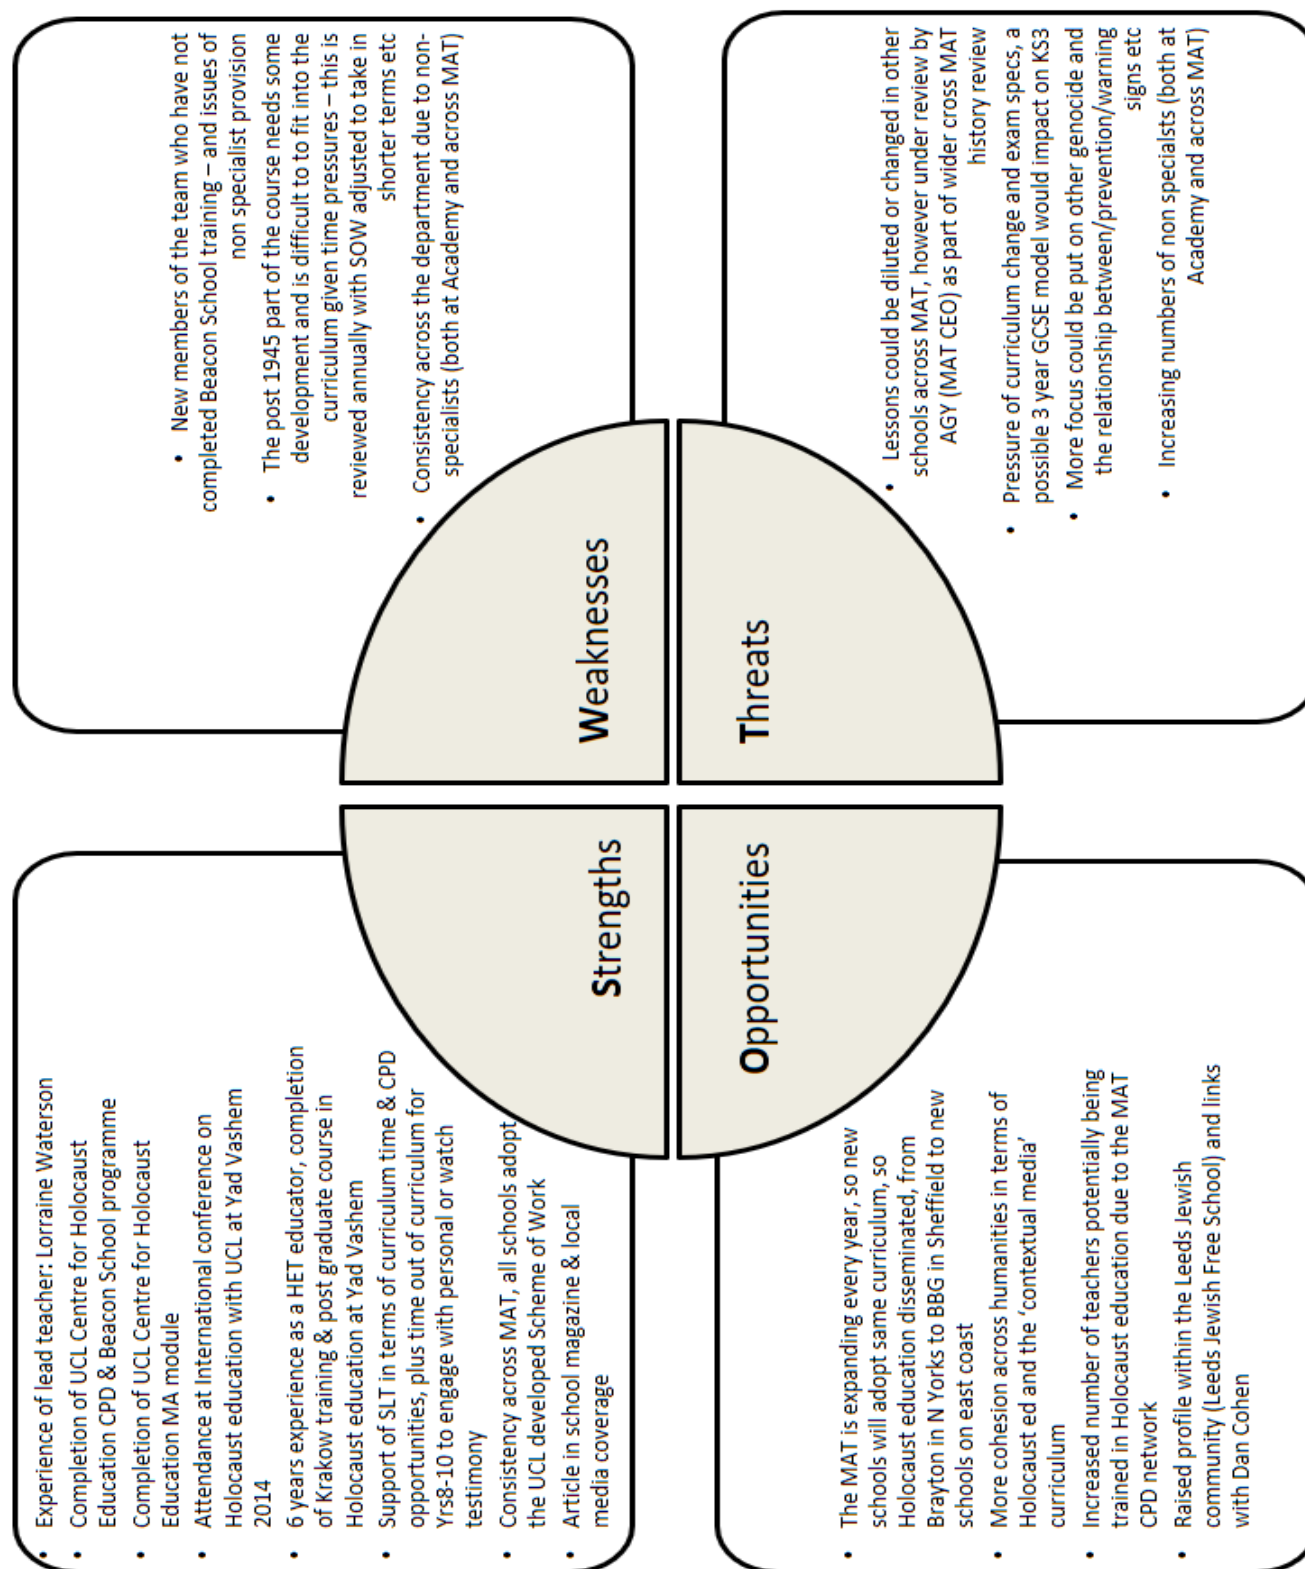 Experience of lead teacher: Lorraine Waterson
Completion of UCL Centre for Holocaust
Education CPD & Beacon School programme
Completion of UCL Centre for Holocaust
Education MA module
Attendance at International conference on
Holocaust education with UCL at Yad Vashem
2014
6 years experience as a HET educator, completion
of Krakow training & post graduate course in
Holocaust education at Yad Vashem
Support of SLT in terms of curriculum time & CPD
opportunities, plus time out of curriculum for
Yrs8-10 to engage with personal or watch
testimony
Consistency across MAT, all schools adopt
the UCL developed Scheme of Work
Article in school magazine & local
media coverage
Strengths
New members of the team who have not
completed Beacon School training – and issues of
non specialist provision
The post 1945 part of the course needs some
development and is difficult to to fit into the
curriculum given time pressures – this is
reviewed annually with SOW adjusted to take in
shorter terms etc
Consistency across the department due to non-
specialists (both at Academy and across MAT)
Weaknesses
Opportunities
The MAT is expanding every year, so new
schools will adopt same curriculum, so
Holocaust education disseminated, from
Brayton in N Yorks to BBG in Sheffield to new
schools on east coast
More cohesion across humanities in terms of
Holocaust ed and the ‘contextual media’
curriculum
Increased number of teachers potentially being
trained in Holocaust education due to the MAT
CPD network
Raised profile within the Leeds Jewish
community (Leeds Jewish Free School) and links
with Dan Cohen
Threats
Lessons could be diluted or changed in other
schools across MAT, however under review by
AGY (MAT CEO) as part of wider cross MAT
history review
Pressure of curriculum change and exam specs, a
possible 3 year GCSE model would impact on KS3
More focus could be put on other genocide and
the relationship between/prevention/warning
signs etc
Increasing numbers of non specialists (both at
Academy and across MAT)